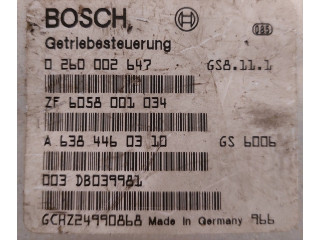 BOSCH
Getriebesteuerung
0 260 002 647 GS8.11.1
ZF 6058 001 034
A 638 446 03 10 GS 6006
003 DB039981
GCHZ24990868 Made in Germany 966